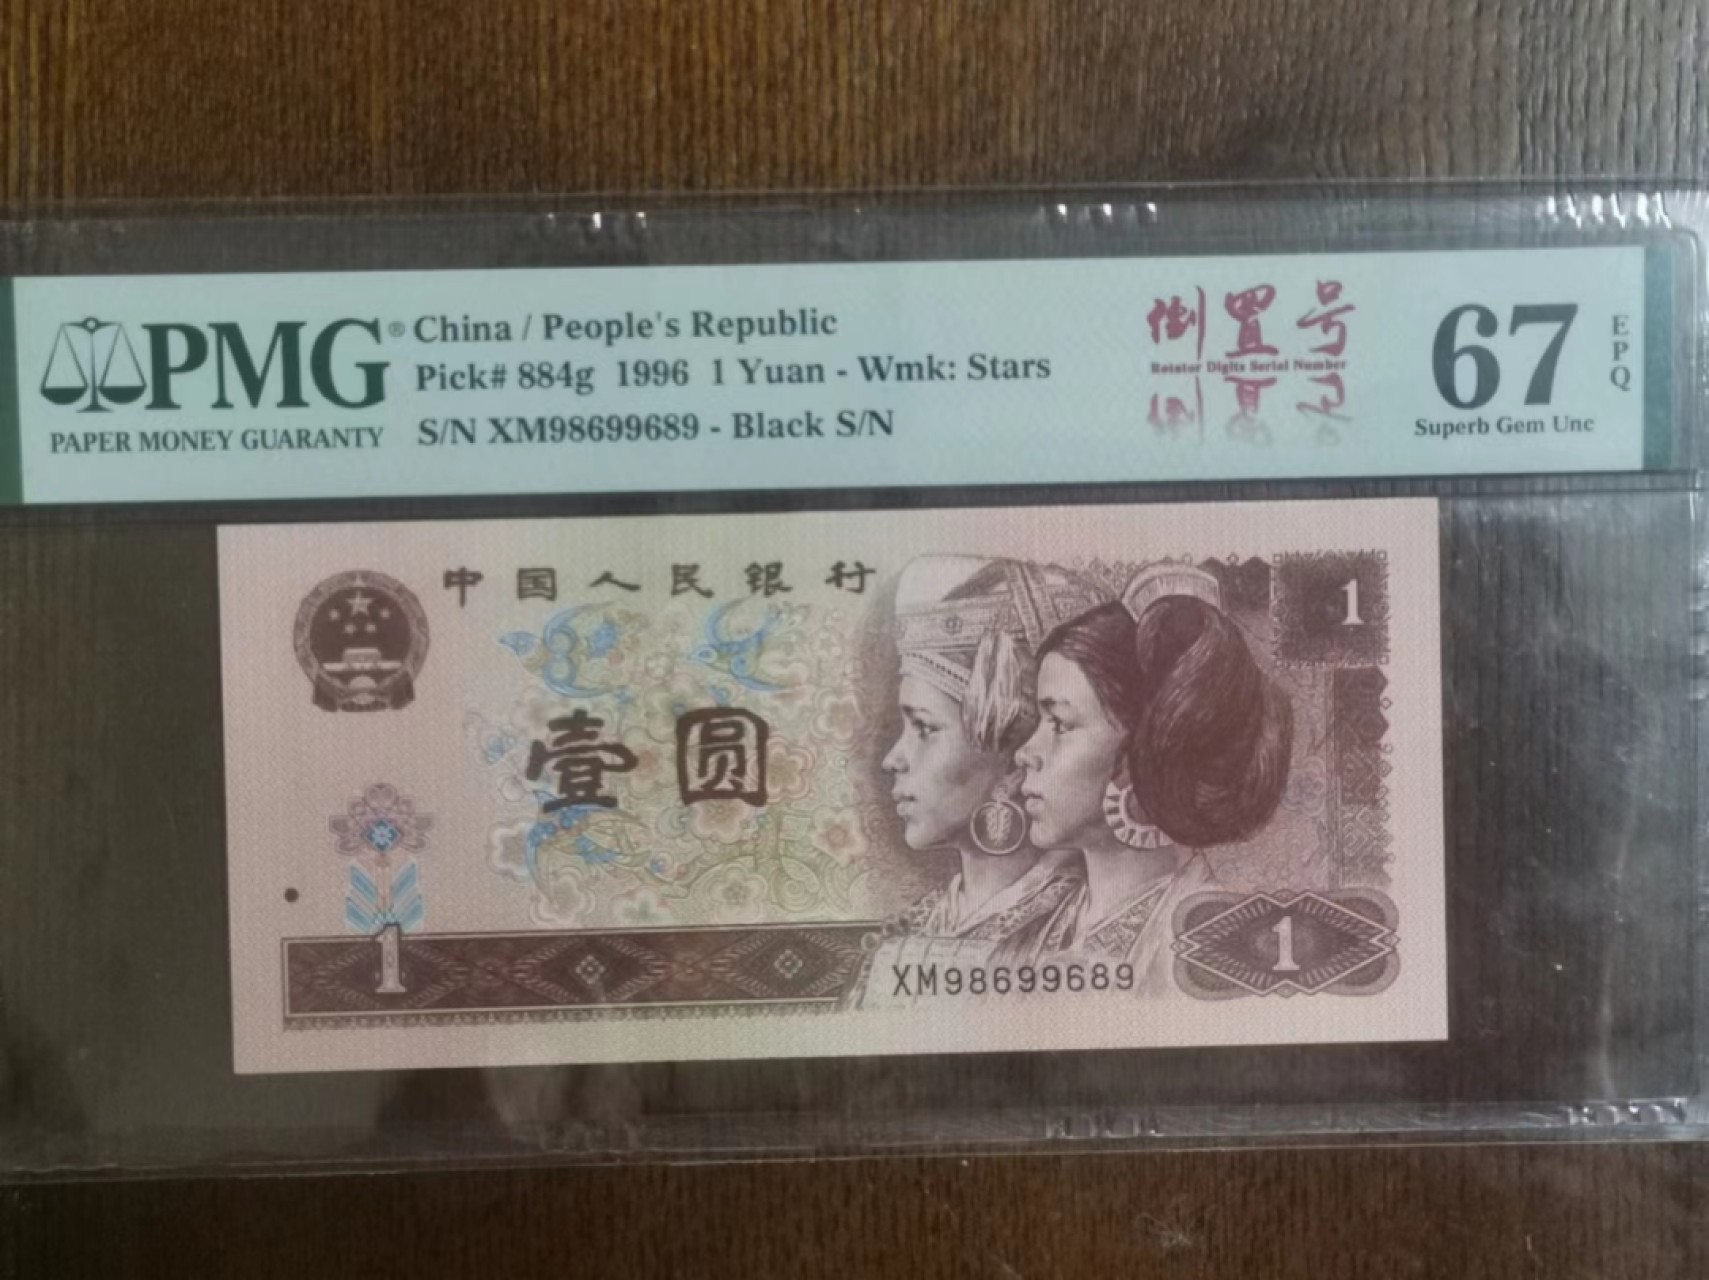 PMG®
PAPER MONEY GUARANTY
China / People's Republic
Pick# 884g 1996 1 Yuan - Wmk: Stars
S/N XM98699689 - Black S/N
倒置号
Rotator Digits Serial Number
67
EPQ
Superb Gem Unc
中国人民银行
1
壹圆
1
XM98699689
1